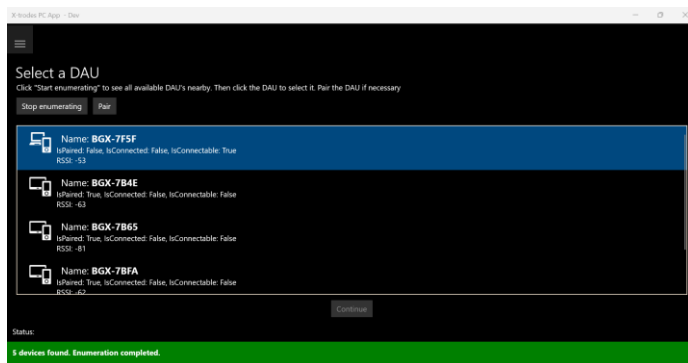 X-trodes PC App - Dev
Select a DAU
Click "Start enumerating" to see all available DAU's nearby. Then click the DAU to select it. Pair the DAU if necessary
Stop enumerating Pair
Name: BGX-7F5F
IsPaired: False, IsConnected: False, IsConnectable: True
RSSI: -53
Name: BGX-7B4E
IsPaired: True, IsConnected: False, IsConnectable: False
RSSI: -63
Name: BGX-7B65
IsPaired: True, IsConnected: False, IsConnectable: False
RSSI: -81
Name: BGX-7BFA
IsPaired: True, IsConnected: False, IsConnectable: False
RSSI: -62
Continue
Status:
5 devices found. Enumeration completed.